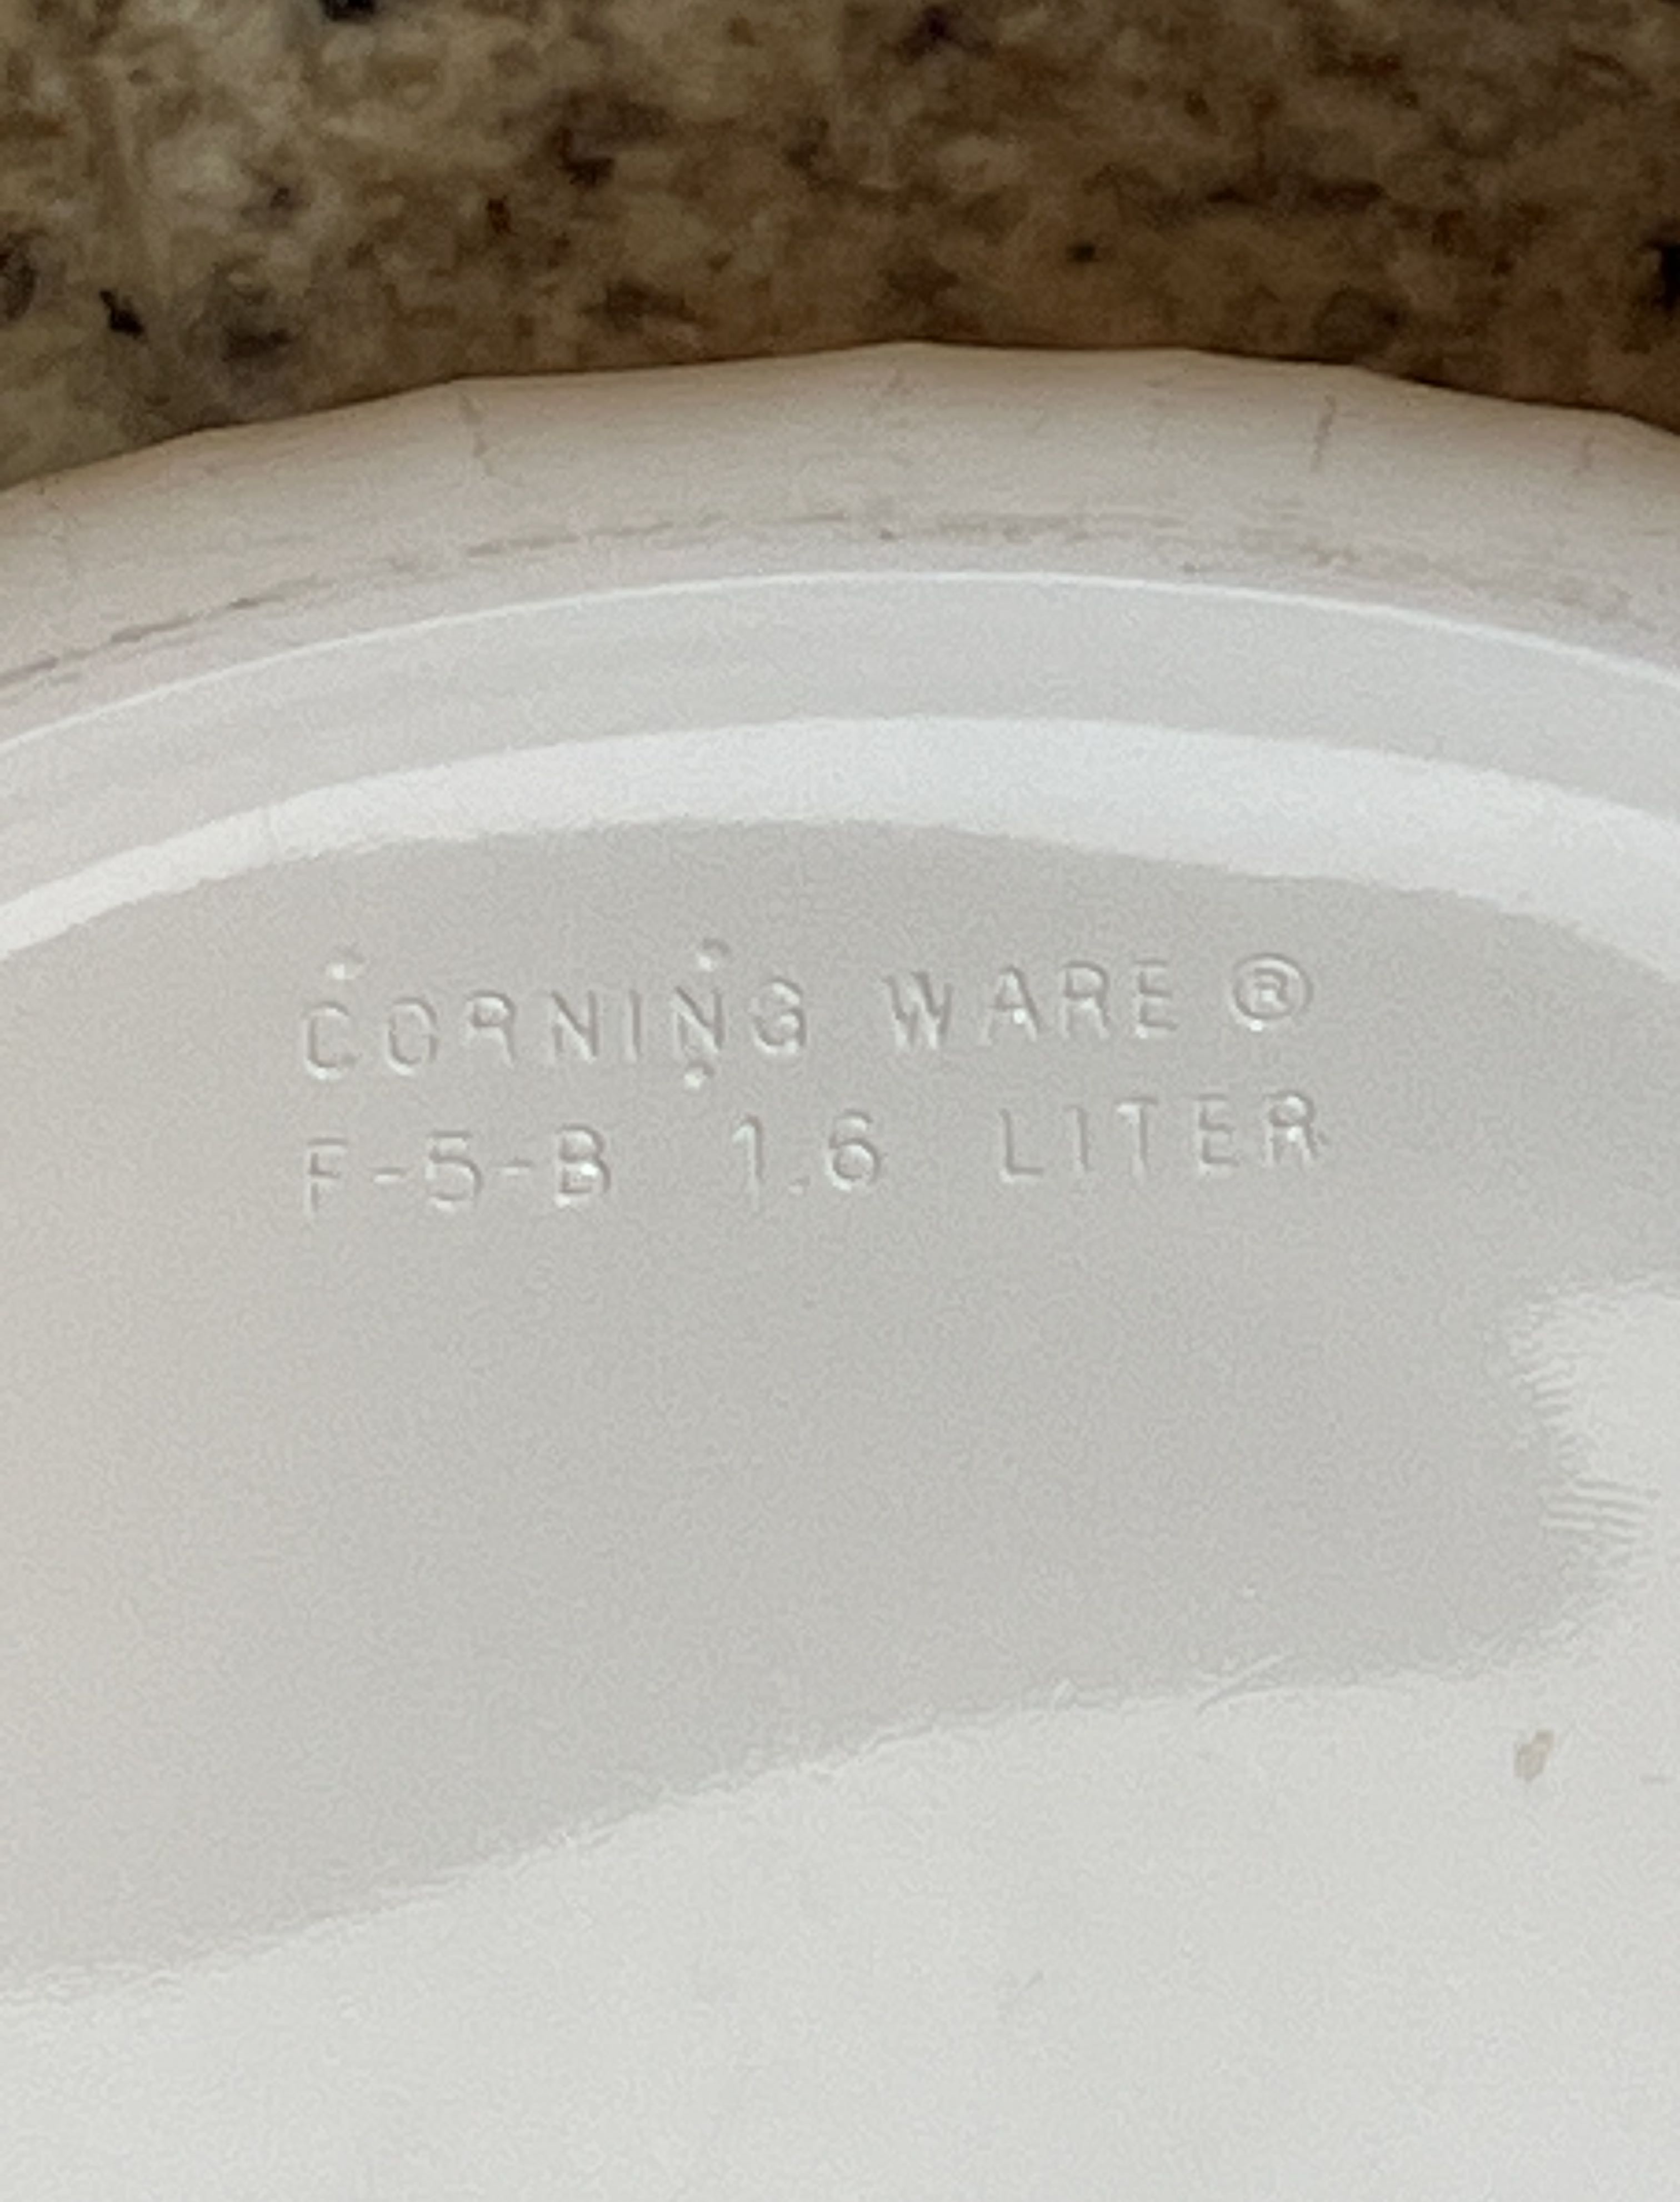 CORNING WARE ®
F-5-B 1.6 LITER